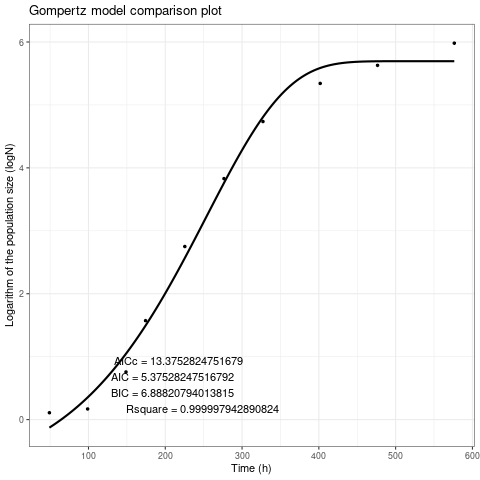 Gompertz model comparison plot
6
4
2
0
Logarithm of the population size (logN)
AICc = 13.3752824751679
AIC = 5.37528247516792
BIC = 6.88820794013815
Rsquare = 0.999997942890824
100 200 300 400 500 600
Time (h)